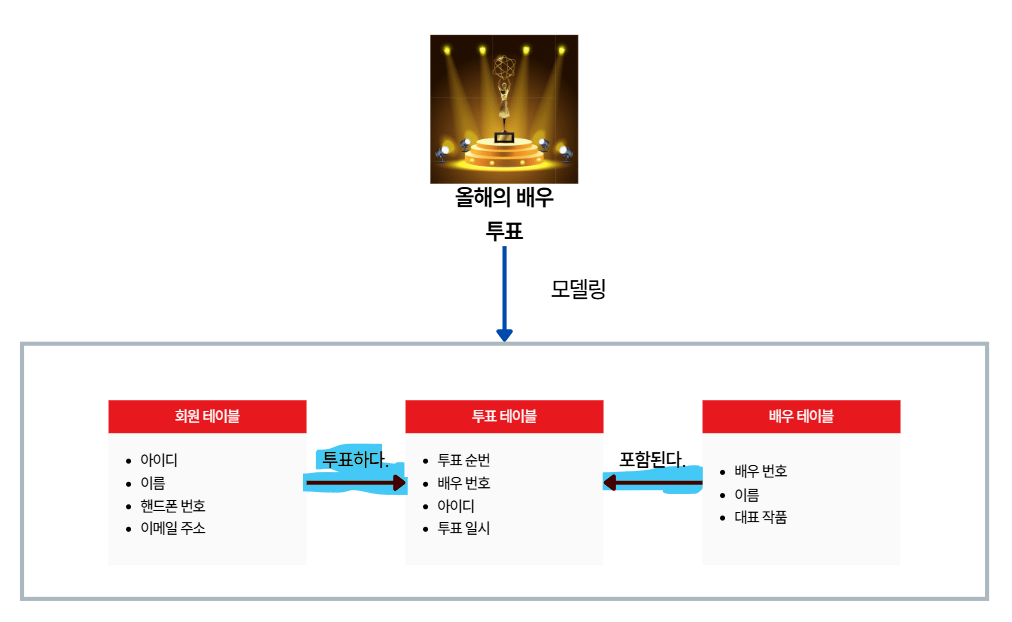 올해의 배우
투표
모델링
회원 테이블
아이디
이름
핸드폰 번호
이메일 주소
투표하다.
투표 테이블
투표 순번
배우 번호
아이디
투표 일시
포함된다.
배우 테이블
배우 번호
이름
대표 작품